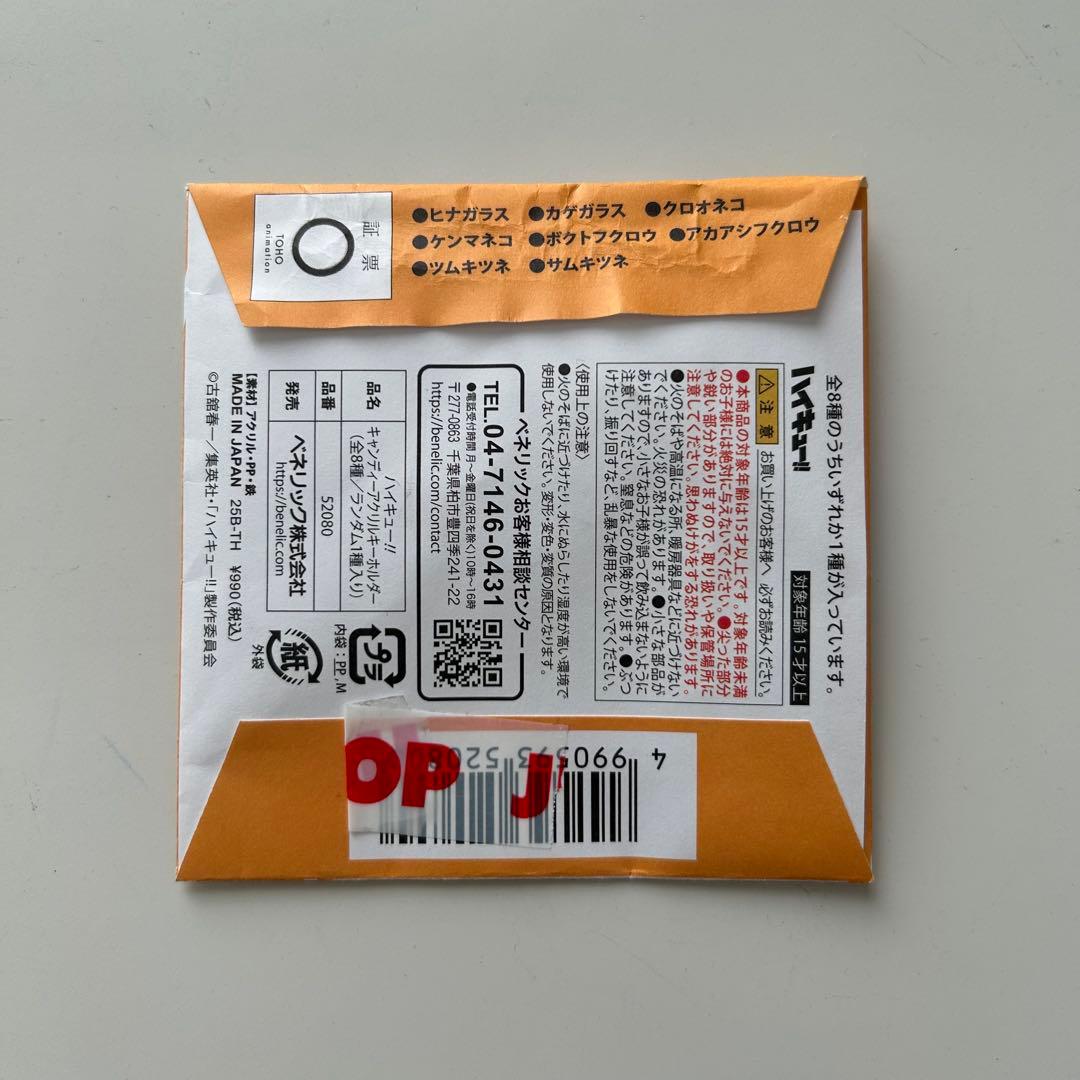 証票
TOHO
animation
●ヒナガラス ●カゲガラス ●クロオネコ
●ケンマネコ ●ボクトフクロウ ●アカアシフクロウ
●ツムキツネ ●サムキツネ
全8種のうちいずれか1種が入っています。
ハイキュー!!
対象年齢 15才以上
注意 お買い上げのお客様へ 必ずお読みください。
●本商品の対象年齢は15才以上です。対象年齢未満
のお子様には絶対に与えないでください。●尖った部分
や鋭い部分がありますので、取り扱いや保管場所に
注意してください。思わぬけがをする恐れがあります。
●火のそばや高温になる所、暖房器具などに近づけない
でください。火災の恐れがあります。●小さな部品が
ありますので、小さなお子様が誤って飲み込まないように
注意してください。窒息などの危険があります。●ぶつ
けたり、振り回すなど、乱暴な使用をしないでください。
〈使用上の注意〉
●火のそばに近づけたり、水にぬらしたり湿度が高い環境で
使用しないでください。変形・変色・変質の原因となります。
ベネリックお客様相談センター
TEL.04-7146-0431
●電話受付時間 月〜金曜日(祝日を除く)10時〜16時
〒277-0863 千葉県柏市豊四季241-22
https://benelic.com/contact
品名 ハイキュー!!
キャンディーアクリルキーホルダー
(全8種/ランダム1種入り)
品番 52080
発売 ベネリック株式会社
https://benelic.com
プラ
内袋:PP,M
紙
外袋
【素材】アクリル・PP・鉄
MADE IN JAPAN 25B-TH ¥990(税込)
©古舘春一/集英社・「ハイキュー!!」製作委員会
4 990593 5208
OP J